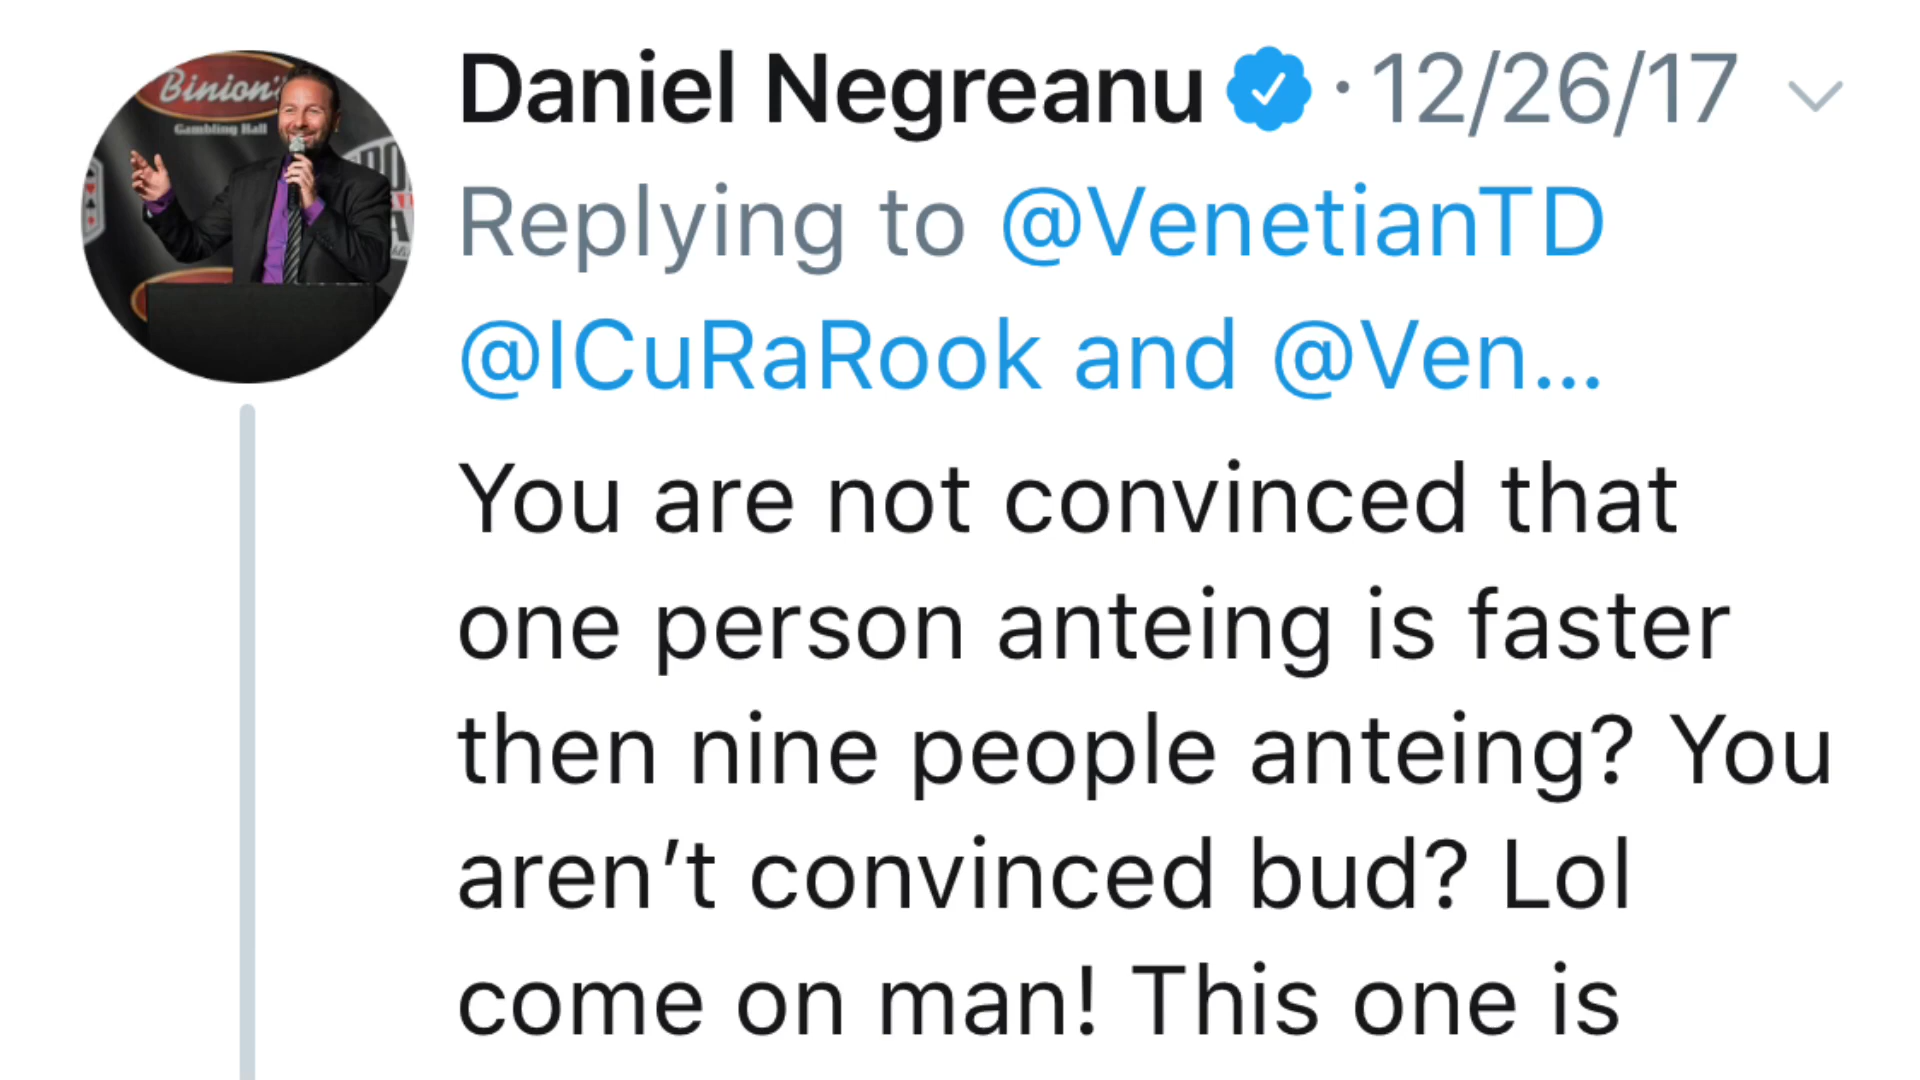 Binion's
Gambling Hall
Daniel Negreanu · 12/26/17
Replying to @VenetianTD
@ICuRaRook and @Ven...
You are not convinced that
one person anteing is faster
then nine people anteing? You
aren’t convinced bud? Lol
come on man! This one is